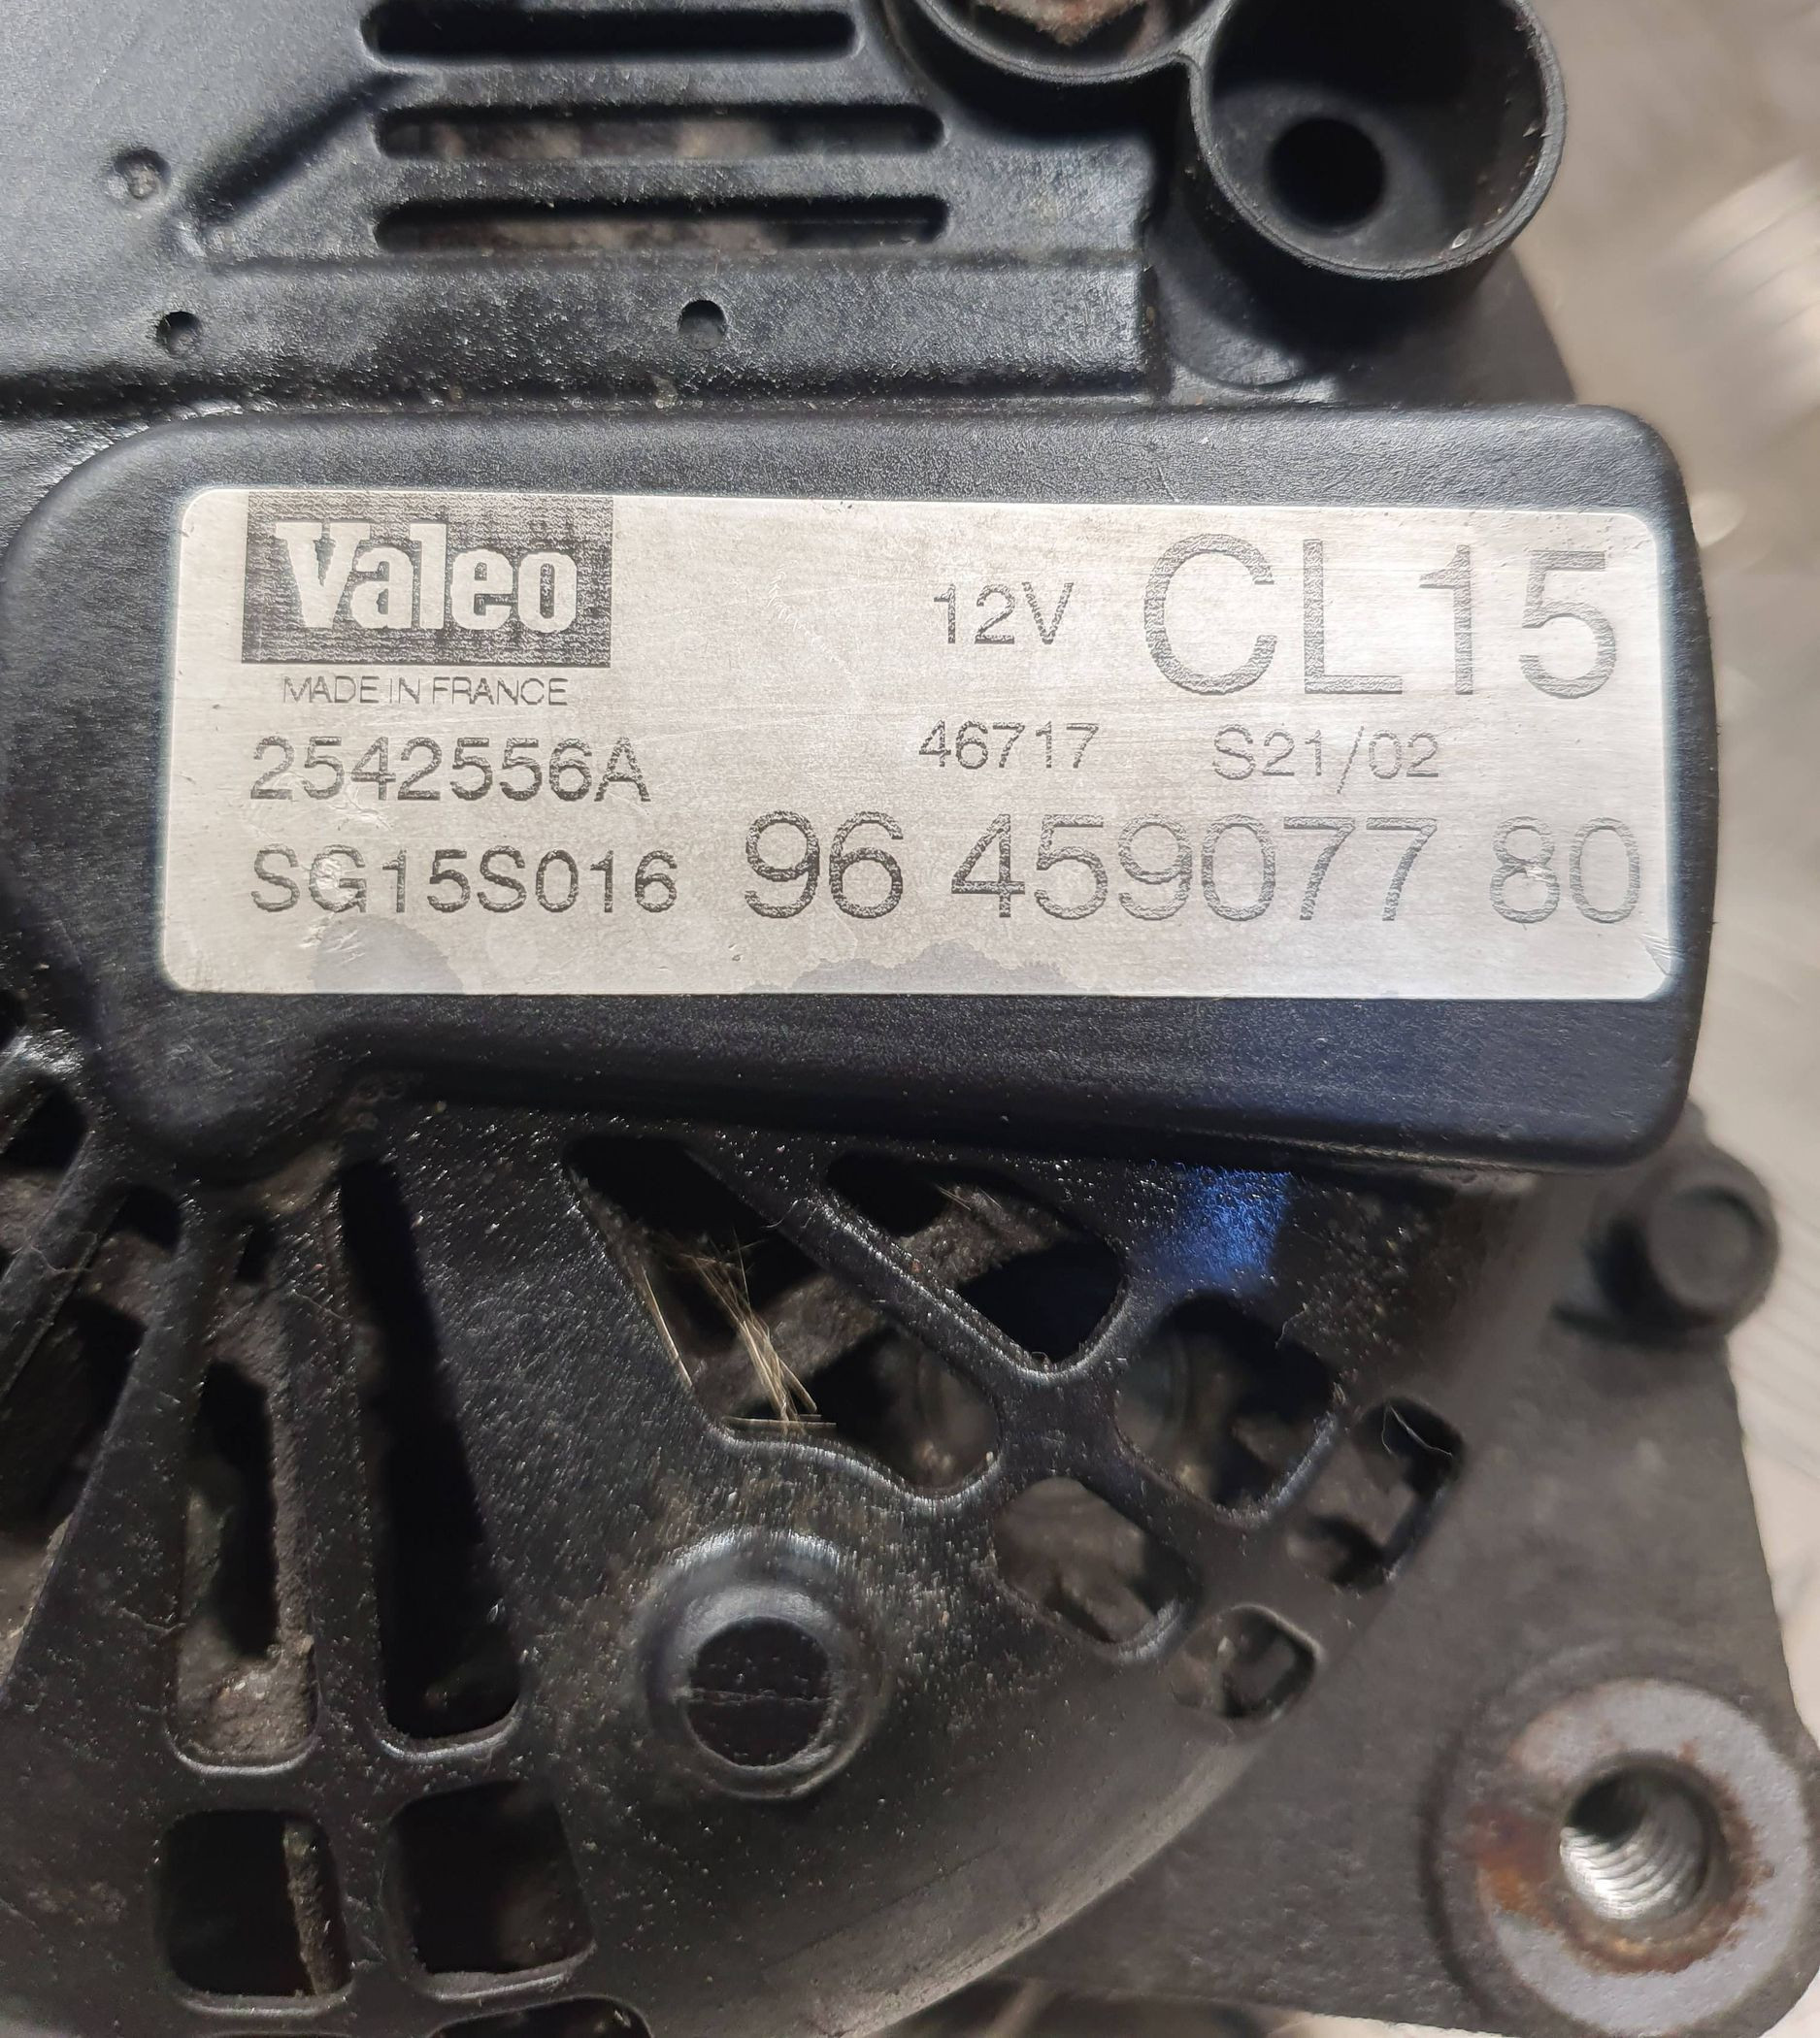 Valeo
MADE IN FRANCE
12V CL15
2542556A 46717 S21/02
SG15S016 96 459077 80